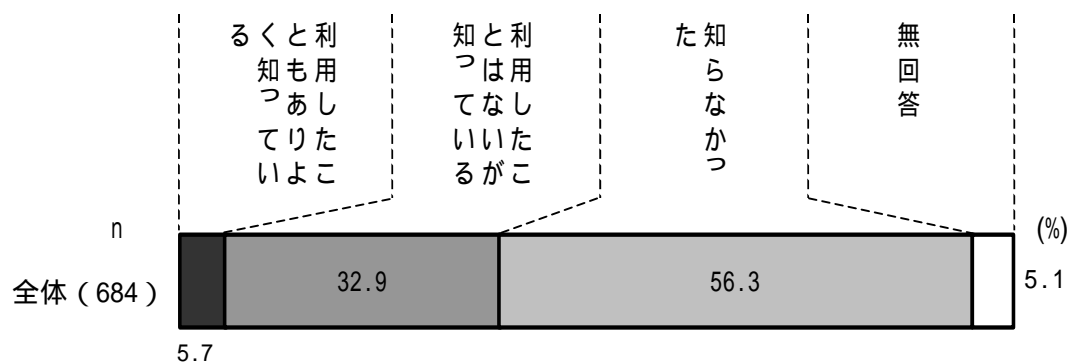 利用したこ
ともありよ
く知ってい
る
利用したこ
とはないが
知っている
知らなかっ
た
無回答
n
(%)
全体（684）
32.9
56.3
5.1
5.7